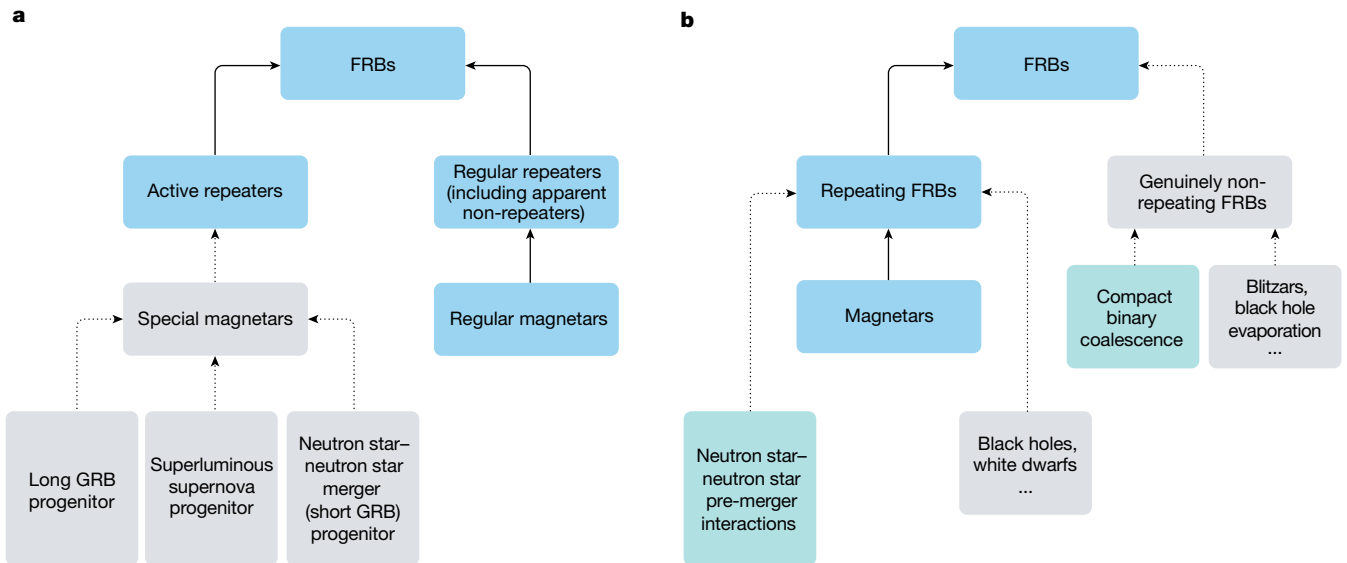 a
FRBs
Active repeaters
Regular repeaters
(including apparent
non-repeaters)
Special magnetars
Regular magnetars
Long GRB
progenitor
Superluminous
supernova
progenitor
Neutron star–
neutron star
merger
(short GRB)
progenitor
b
FRBs
Repeating FRBs
Genuinely non-
repeating FRBs
Magnetars
Compact
binary
coalescence
Blitzars,
black hole
evaporation
...
Neutron star–
neutron star
pre-merger
interactions
Black holes,
white dwarfs
...